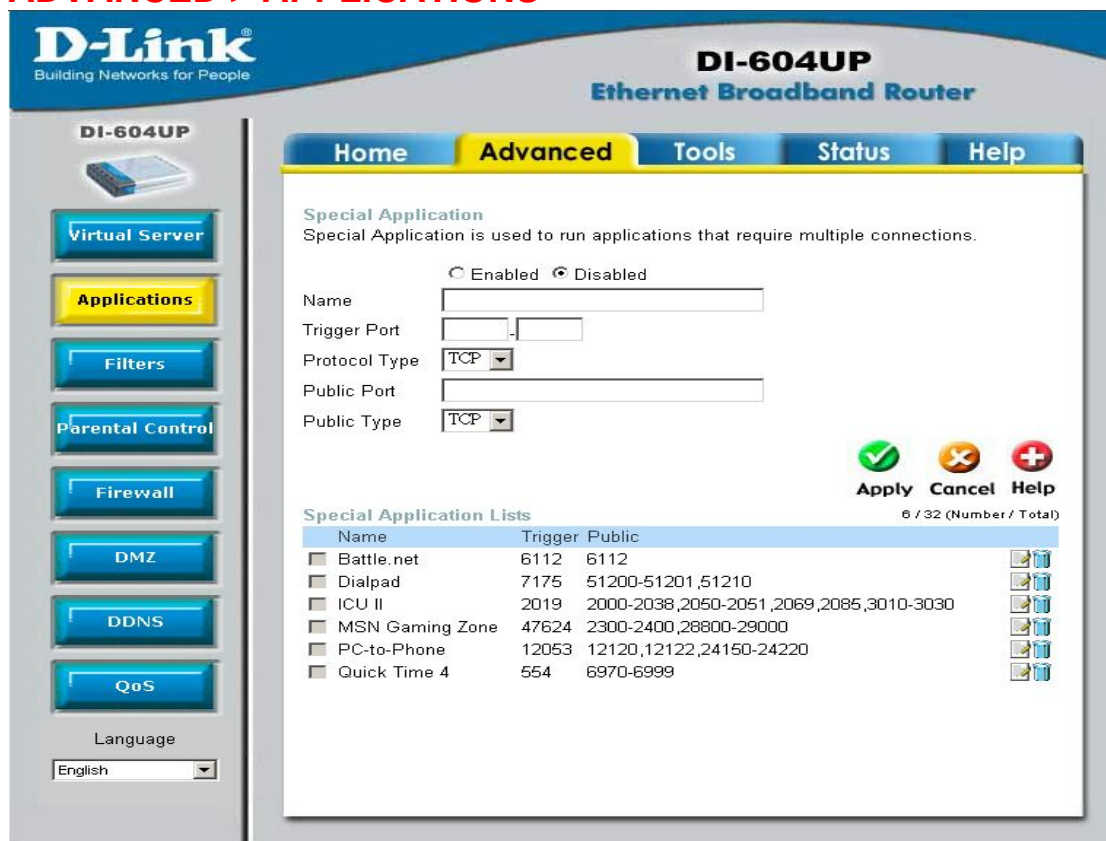 ADVANCED > APPLICATIONS
D-Link®
Building Networks for People
DI-604UP
Ethernet Broadband Router
DI-604UP
Home Advanced Tools Status Help
Virtual Server
Applications
Filters
Parental Control
Firewall
DMZ
DDNS
QoS
Language
English
Special Application
Special Application is used to run applications that require multiple connections.
Enabled Disabled
Name
Trigger Port -
Protocol Type TCP
Public Port
Public Type TCP
Apply Cancel Help
Special Application Lists 6 / 32 (Number / Total)
Name Trigger Public
Battle.net 6112 6112
Dialpad 7175 51200-51201,51210
ICU II 2019 2000-2038,2050-2051,2069,2085,3010-3030
MSN Gaming Zone 47624 2300-2400,28800-29000
PC-to-Phone 12053 12120,12122,24150-24220
Quick Time 4 554 6970-6999